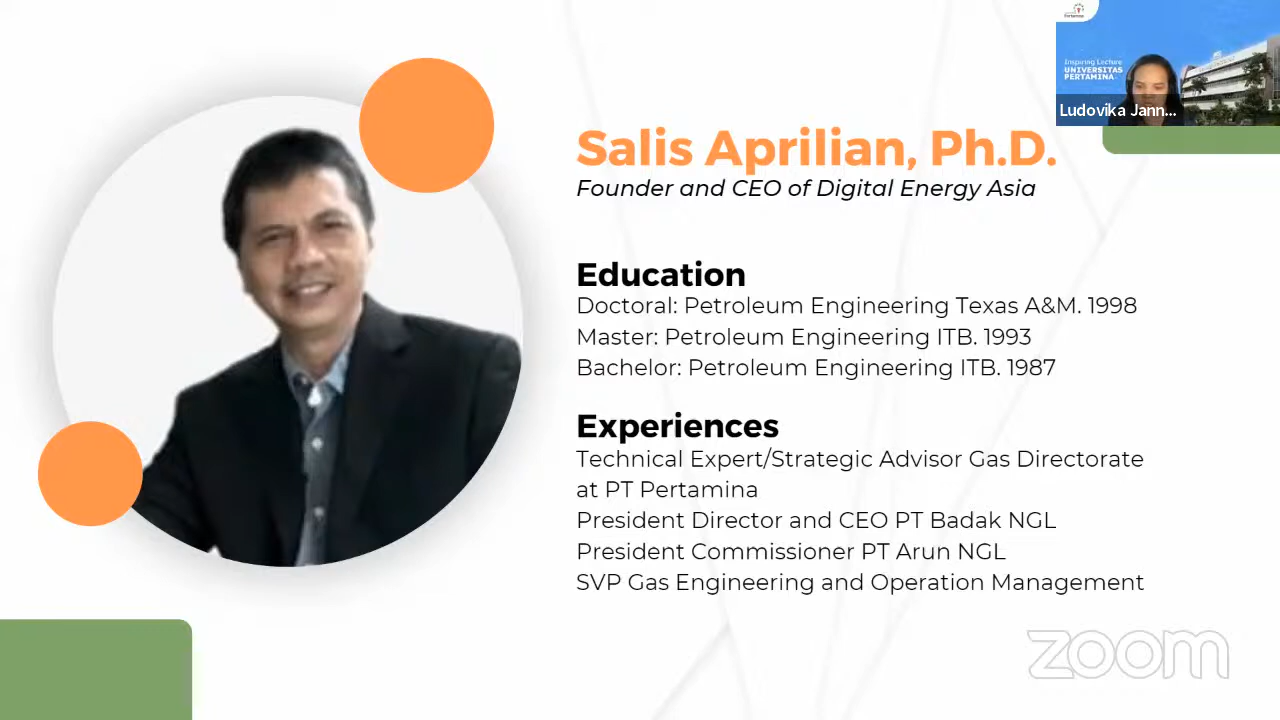 Salis Aprilian, Ph.D.
Founder and CEO of Digital Energy Asia
Education
Doctoral: Petroleum Engineering Texas A&M. 1998
Master: Petroleum Engineering ITB. 1993
Bachelor: Petroleum Engineering ITB. 1987
Experiences
Technical Expert/Strategic Advisor Gas Directorate
at PT Pertamina
President Director and CEO PT Badak NGL
President Commissioner PT Arun NGL
SVP Gas Engineering and Operation Management
Inspiring Lecture
UNIVERSITAS
PERTAMINA
Ludovika Jann...
zoom